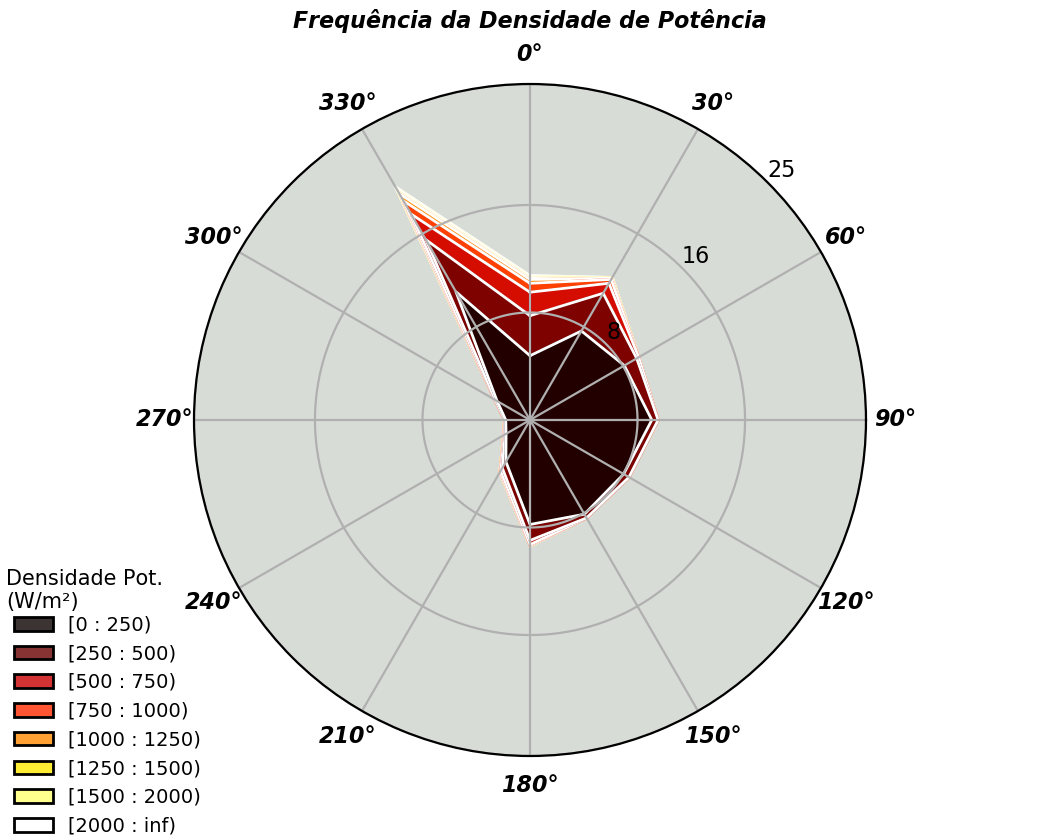 Frequência da Densidade de Potência
0°
330°
30°
25
300°
60°
16
8
270°
90°
240°
120°
210°
150°
180°
Densidade Pot.
(W/m²)
[0 : 250)
[250 : 500)
[500 : 750)
[750 : 1000)
[1000 : 1250)
[1250 : 1500)
[1500 : 2000)
[2000 : inf)